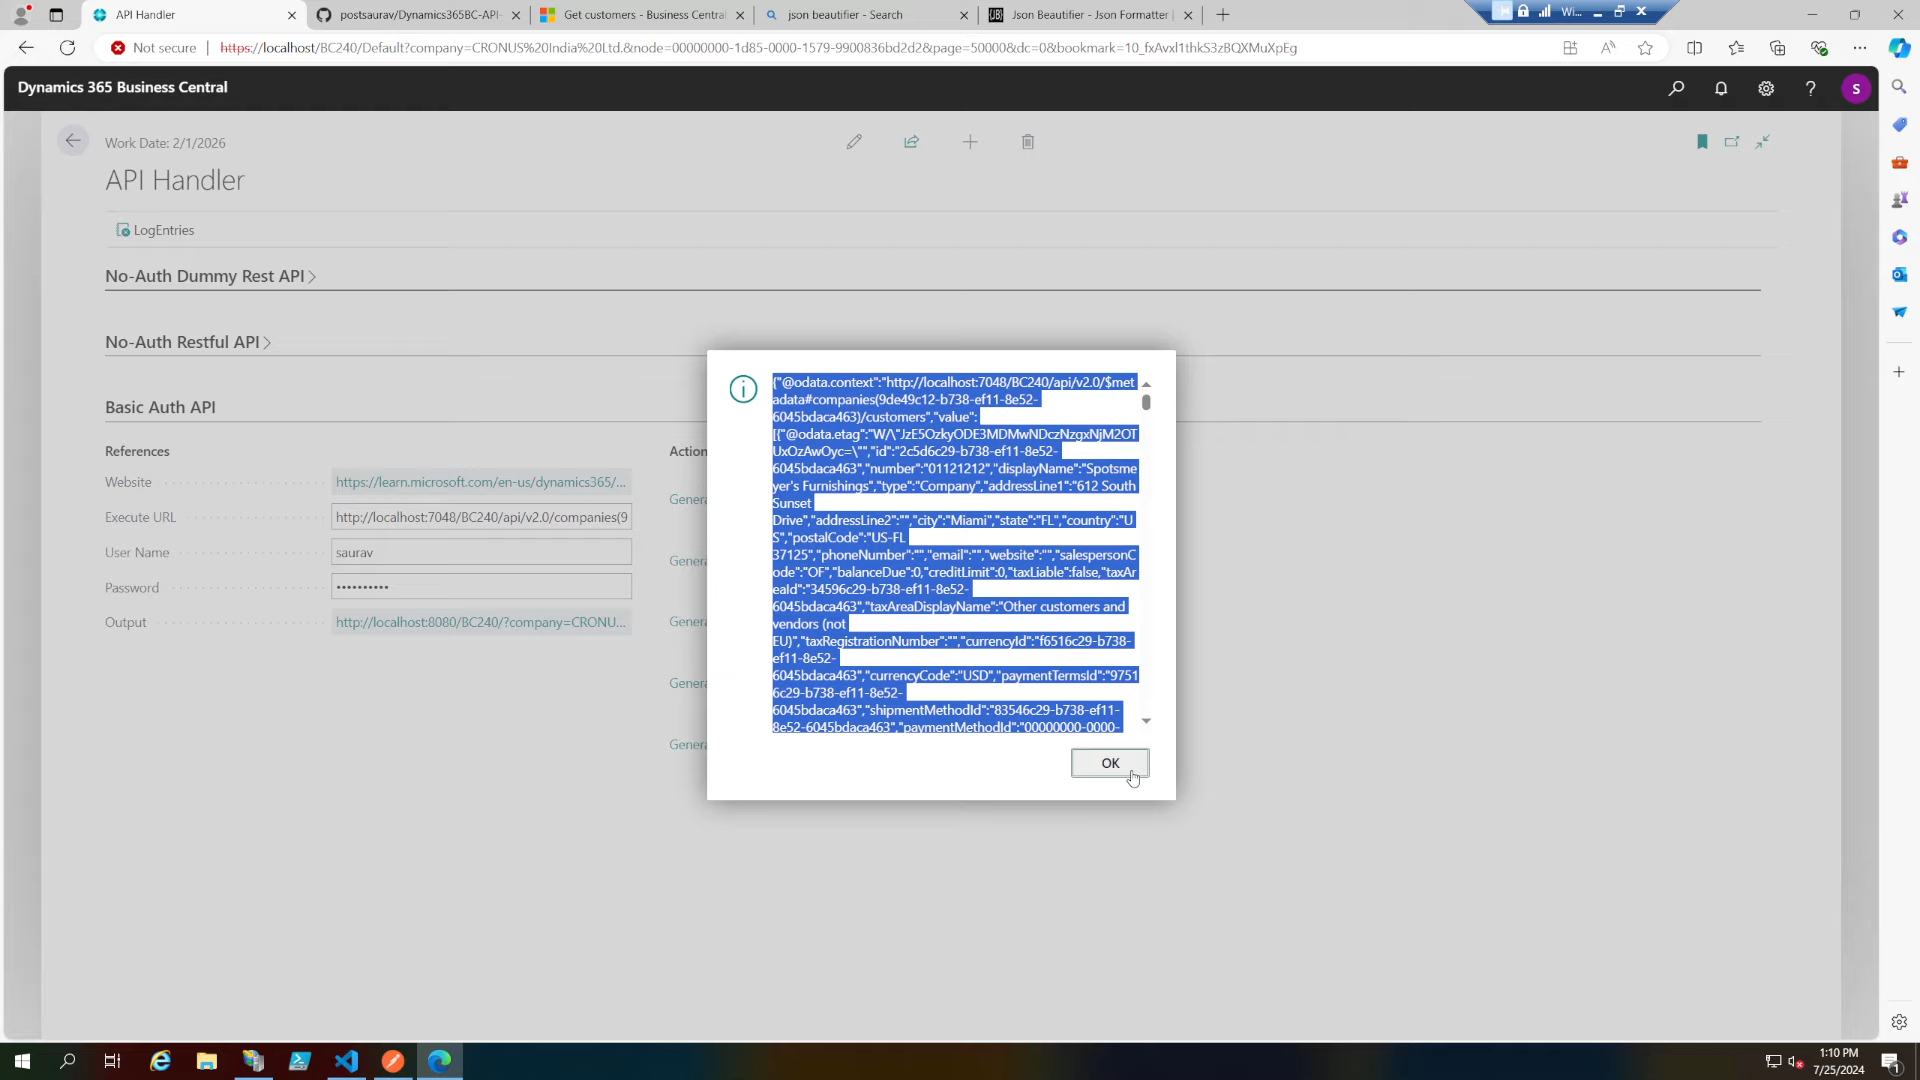 API Handler
postsaurav/Dynamics365BC-API-
Get customers - Business Central
json beautifier - Search
Json Beautifier - Json Formatter
Wi...
Not secure
https://localhost/BC240/Default?company=CRONUS%20India%20Ltd.&node=00000000-1d85-0000-1579-9900836bd2d2&page=50000&dc=0&bookmark=10_fxAvxl1thkS3zBQXMuXpEg
Dynamics 365 Business Central
S
Work Date: 2/1/2026
API Handler
LogEntries
No-Auth Dummy Rest API
No-Auth Restful API
Basic Auth API
References
Action
Website
https://learn.microsoft.com/en-us/dynamics365/...
Genera
Execute URL
http://localhost:7048/BC240/api/v2.0/companies(9
User Name
saurav
Genera
Password
••••••••••
Output
http://localhost:8080/BC240/?company=CRONU...
Genera
Genera
Genera
{"@odata.context":"http://localhost:7048/BC240/api/v2.0/$met
adata#companies(9de49c12-b738-ef11-8e52-
6045bdaca463)/customers","value":
[{"@odata.etag":"W/\"JzE5OzkyODE3MDMwNDczNzgxNjM2OT
UxOzAwOyc=\"","id":"2c5d6c29-b738-ef11-8e52-
6045bdaca463","number":"01121212","displayName":"Spotsme
yer's Furnishings","type":"Company","addressLine1":"612 South
Sunset
Drive","addressLine2":"","city":"Miami","state":"FL","country":"U
S","postalCode":"US-FL
37125","phoneNumber":"","email":"","website":"","salespersonC
ode":"OF","balanceDue":0,"creditLimit":0,"taxLiable":false,"taxAr
eaId":"34596c29-b738-ef11-8e52-
6045bdaca463","taxAreaDisplayName":"Other customers and
vendors (not
EU)","taxRegistrationNumber":"","currencyId":"f6516c29-b738-
ef11-8e52-
6045bdaca463","currencyCode":"USD","paymentTermsId":"9751
6c29-b738-ef11-8e52-
6045bdaca463","shipmentMethodId":"83546c29-b738-ef11-
8e52-6045bdaca463","paymentMethodId":"00000000-0000-
OK
1:10 PM
7/25/2024
1